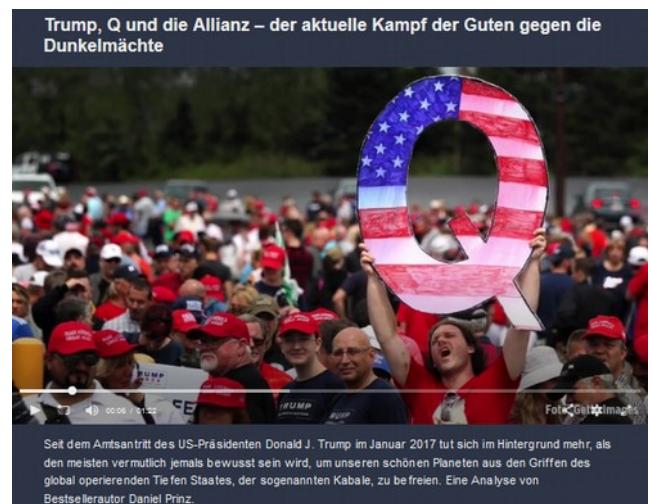 Trump, Q und die Allianz – der aktuelle Kampf der Guten gegen die
Dunkelmächte
TRUMP
TRUMP
00:06 / 01:22
Foto: Getty Images
Seit dem Amtsantritt des US-Präsidenten Donald J. Trump im Januar 2017 tut sich im Hintergrund mehr, als
den meisten vermutlich jemals bewusst sein wird, um unseren schönen Planeten aus den Griffen des
global operierenden Tiefen Staates, der sogenannten Kabale, zu befreien. Eine Analyse von
Bestsellerautor Daniel Prinz.